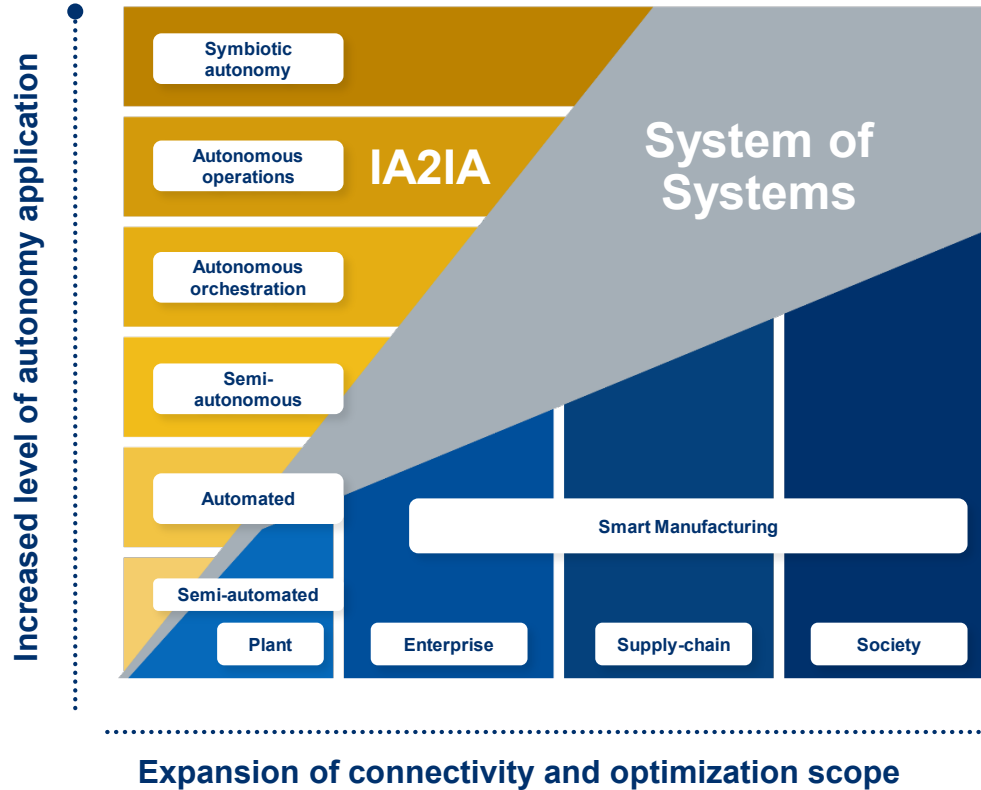 Increased level of autonomy application
Symbiotic
autonomy
Autonomous
operations
IA2IA
System of
Systems
Autonomous
orchestration
Semi-
autonomous
Automated
Smart Manufacturing
Semi-automated
Plant
Enterprise
Supply-chain
Society
Expansion of connectivity and optimization scope